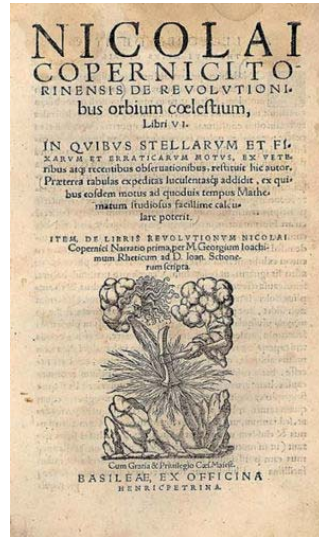 NICOLAI
COPERNICI TO-
RINENSIS DE REVOLVTIONI-
bus orbium cœlestium,
Libri VI.
IN QVIBVS STELLARVM ET FI-
XARVM ET ERRATICARVM MOTVS, EX VETE-
ribus atq; recentibus obseruationibus, restituit hic autor.
Præterea tabulas expeditas luculentasq; addidit, ex qui-
bus eosdem motus ad quoduis tempus Mathe-
matum studiosus facillime calcu-
lare poterit.
ITEM, DE LIBRIS REVOLVTIONVM NICOLAI
Copernici Narratio prima, per M. Georgium Ioachi-
mum Rheticum ad D. Ioan. Schone-
rum scripta.
Cum Gratia & Priuilegio Cæs. Maiest.
BASILEAE, EX OFFICINA
HENRICPETRINA.